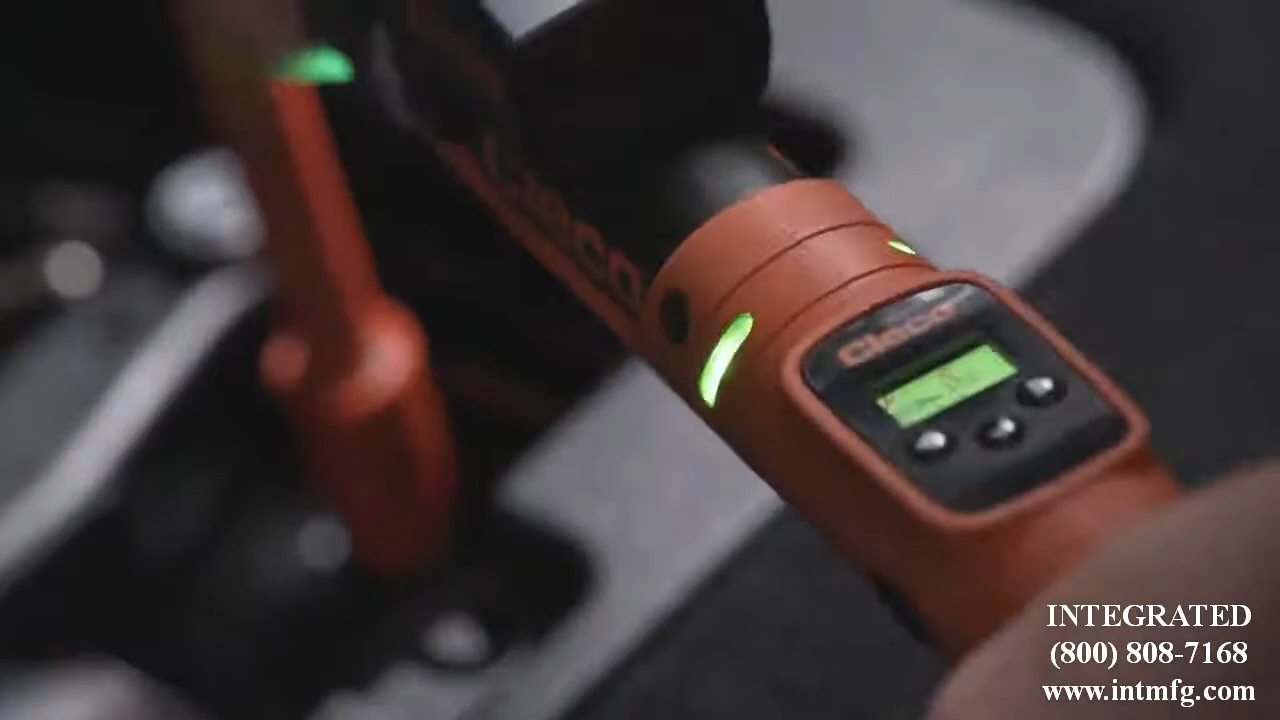 Cleco
Cleco
INTEGRATED
(800) 808-7168
www.intmfg.com